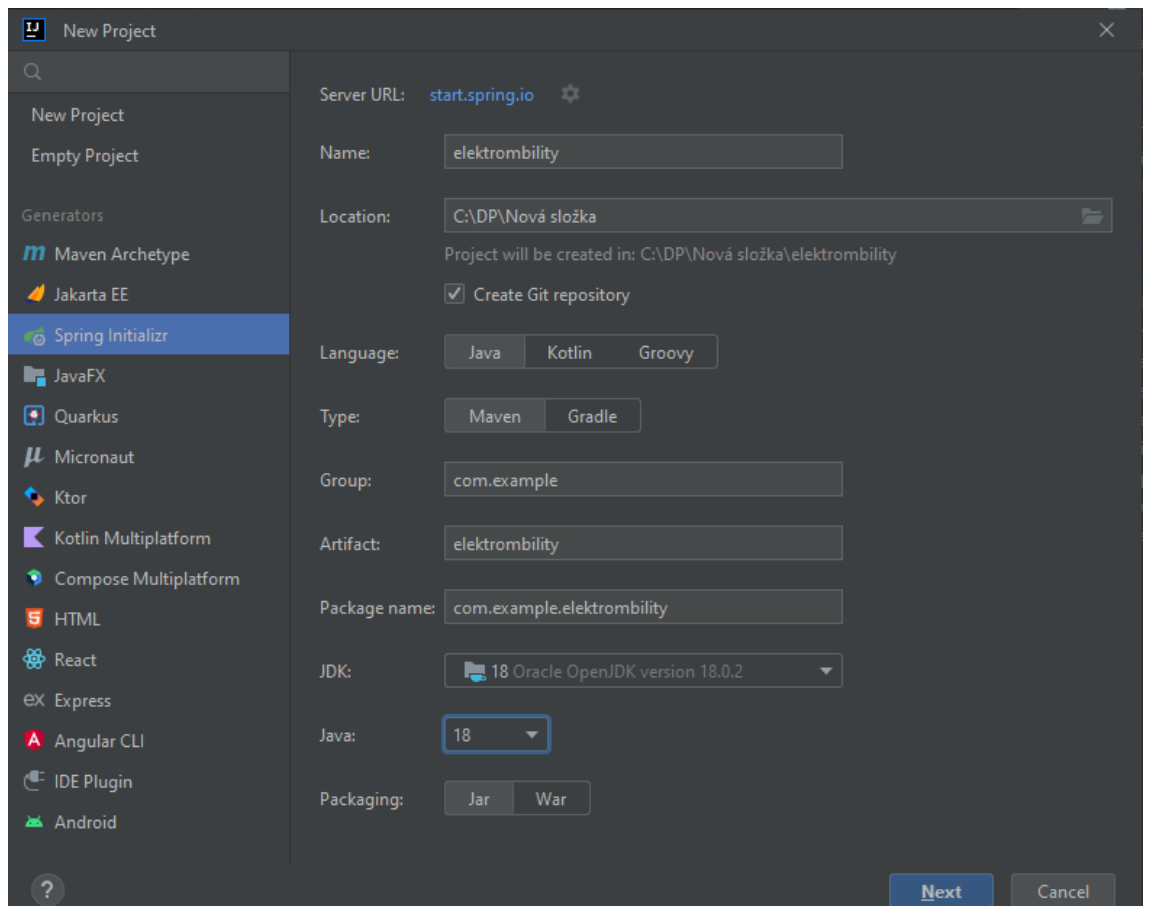 New Project
New Project
Empty Project
Generators
Maven Archetype
Jakarta EE
Spring Initializr
JavaFX
Quarkus
Micronaut
Ktor
Kotlin Multiplatform
Compose Multiplatform
HTML
React
Express
Angular CLI
IDE Plugin
Android
Server URL: start.spring.io
Name: elektrombility
Location: C:\DP\Nová složka
Project will be created in: C:\DP\Nová složka\elektrombility
Create Git repository
Language: Java Kotlin Groovy
Type: Maven Gradle
Group: com.example
Artifact: elektrombility
Package name: com.example.elektrombility
JDK: 18 Oracle OpenJDK version 18.0.2
Java: 18
Packaging: Jar War
? Next Cancel